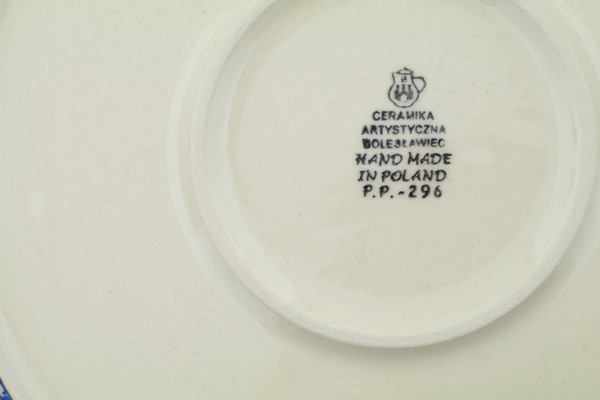 CERAMIKA
ARTYSTYCZNA
BOLESŁAWIEC
HAND MADE
IN POLAND
P.P.-296